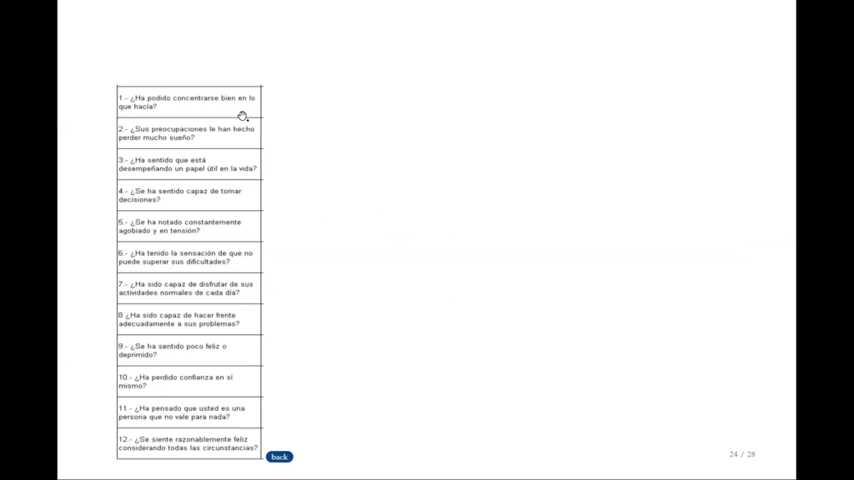 1.- ¿Ha podido concentrarse bien en lo
que hacía?
2.- ¿Sus preocupaciones le han hecho
perder mucho sueño?
3.- ¿Ha sentido que está
desempeñando un papel útil en la vida?
4.- ¿Se ha sentido capaz de tomar
decisiones?
5.- ¿Se ha notado constantemente
agobiado y en tensión?
6.- ¿Ha tenido la sensación de que no
puede superar sus dificultades?
7.- ¿Ha sido capaz de disfrutar de sus
actividades normales de cada día?
8 ¿Ha sido capaz de hacer frente
adecuadamente a sus problemas?
9.- ¿Se ha sentido poco feliz o
deprimido?
10.- ¿Ha perdido confianza en sí
mismo?
11.- ¿Ha pensado que usted es una
persona que no vale para nada?
12.- ¿Se siente razonablemente feliz
considerando todas las circunstancias?
back
24 / 28